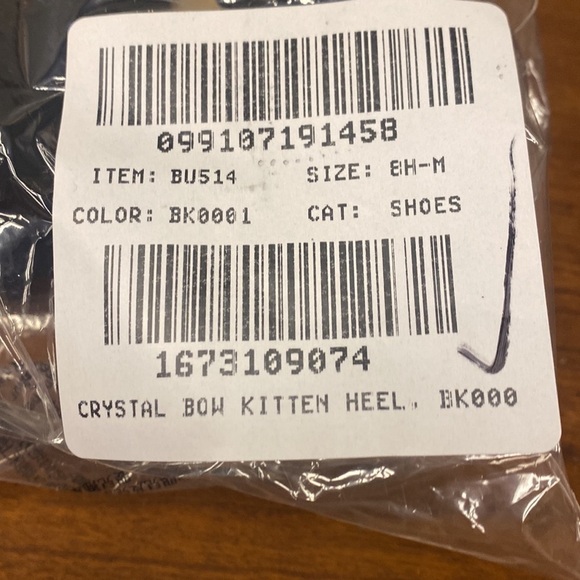 099107191458
ITEM: BU514 SIZE: 8H-M
COLOR: BK0001 CAT: SHOES
1673109074
CRYSTAL BOW KITTEN HEEL, BK000